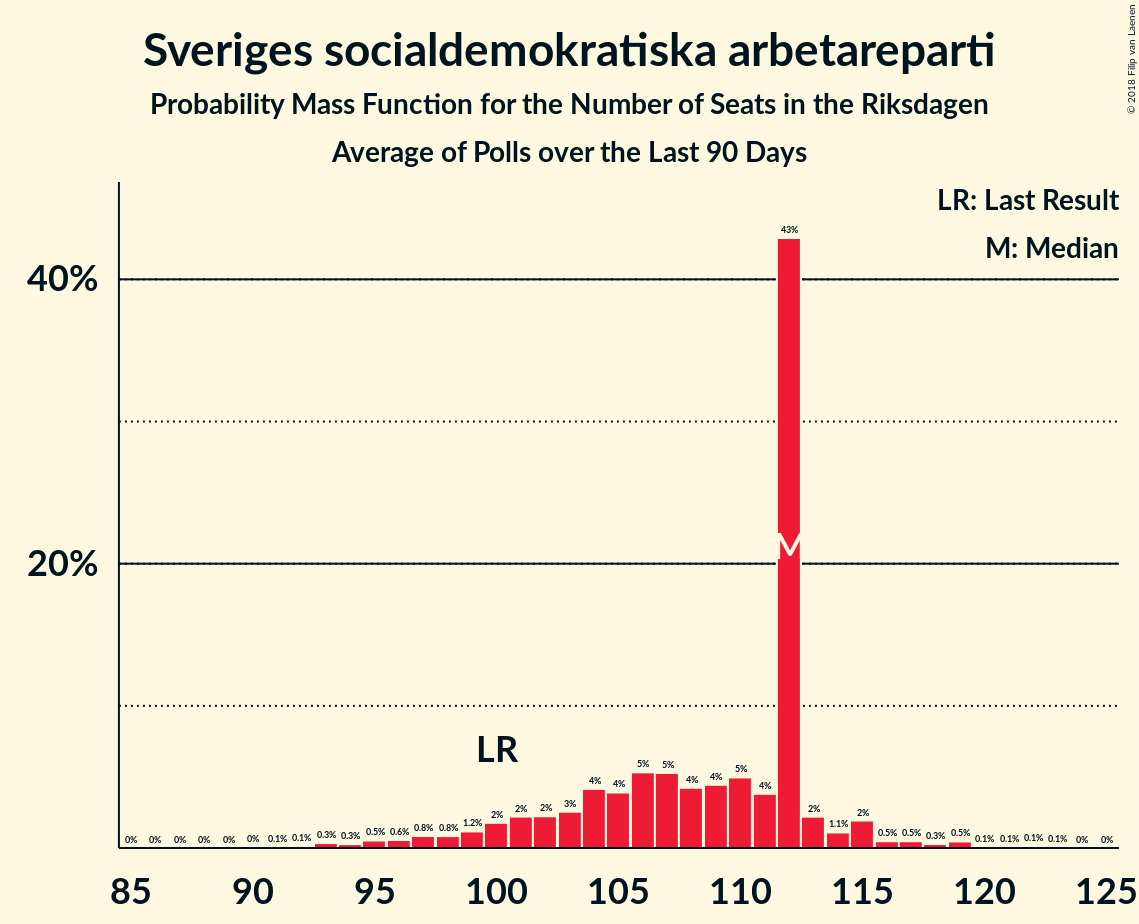 Sveriges socialdemokratiska arbetareparti
Probability Mass Function for the Number of Seats in the Riksdagen
Average of Polls over the Last 90 Days
© 2018 Filip van Laenen
LR: Last Result
M: Median
40%
20%
LR
M
0% 0% 0% 0% 0% 0% 0.1% 0.1% 0.3% 0.3% 0.5% 0.6% 0.8% 0.8% 1.2% 2% 2% 2% 3% 4% 4% 5% 5% 4% 4% 5% 4% 43% 2% 1.1% 2% 0.5% 0.5% 0.3% 0.5% 0.1% 0.1% 0.1% 0.1% 0% 0%
85 90 95 100 105 110 115 120 125